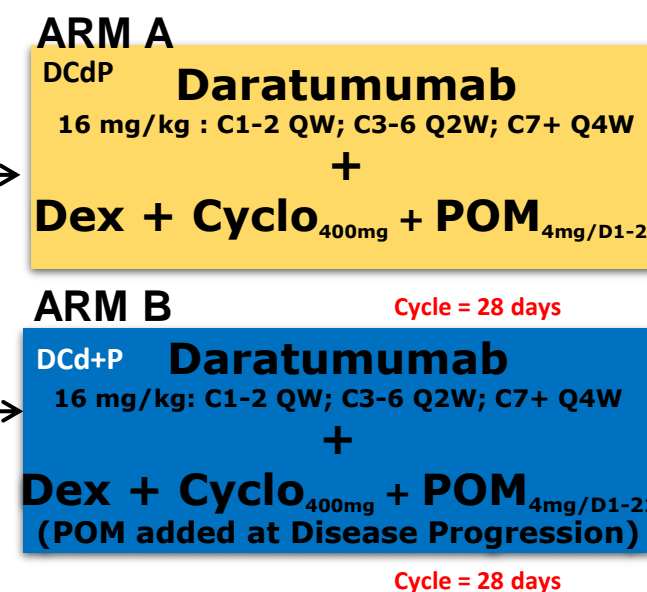 ARM A
DCdP Daratumumab
16 mg/kg : C1-2 QW; C3-6 Q2W; C7+ Q4W
+
Dex + Cyclo400mg + POM4mg/D1-2
ARM B
Cycle = 28 days
DCd+P Daratumumab
16 mg/kg: C1-2 QW; C3-6 Q2W; C7+ Q4W
+
Dex + Cyclo400mg + POM4mg/D1-21
(POM added at Disease Progression)
Cycle = 28 days